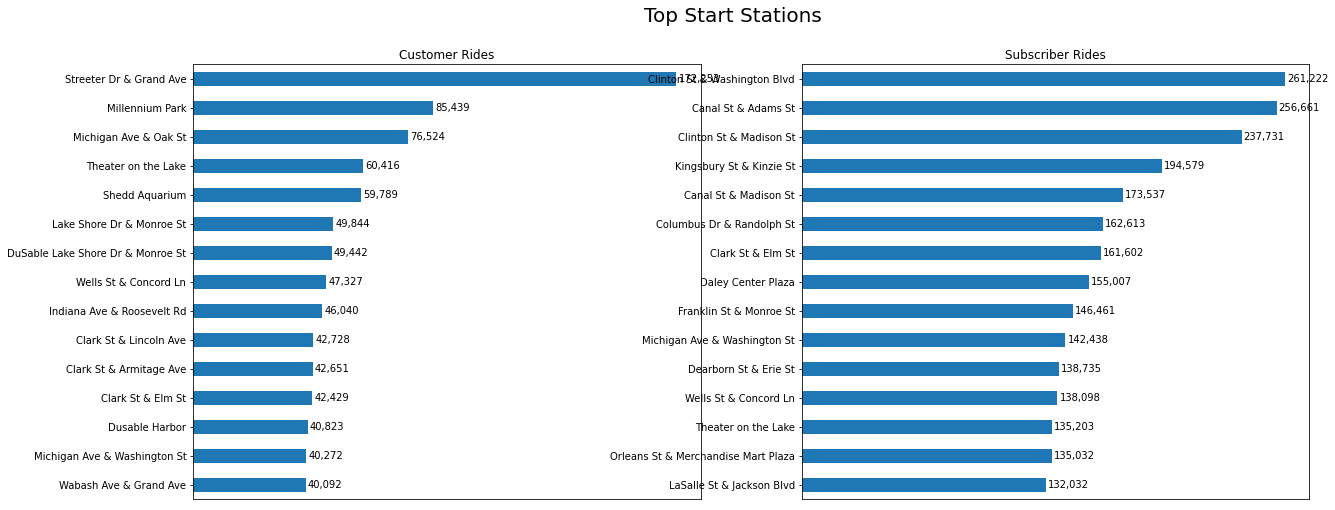 Top Start Stations
Customer Rides
Streeter Dr & Grand Ave
Millennium Park 85,439
Michigan Ave & Oak St 76,524
Theater on the Lake 60,416
Shedd Aquarium 59,789
Lake Shore Dr & Monroe St 49,844
DuSable Lake Shore Dr & Monroe St 49,442
Wells St & Concord Ln 47,327
Indiana Ave & Roosevelt Rd 46,040
Clark St & Lincoln Ave 42,728
Clark St & Armitage Ave 42,651
Clark St & Elm St 42,429
Dusable Harbor 40,823
Michigan Ave & Washington St 40,272
Wabash Ave & Grand Ave 40,092
Subscriber Rides
Clinton St & Washington Blvd 261,222
Canal St & Adams St 256,661
Clinton St & Madison St 237,731
Kingsbury St & Kinzie St 194,579
Canal St & Madison St 173,537
Columbus Dr & Randolph St 162,613
Clark St & Elm St 161,602
Daley Center Plaza 155,007
Franklin St & Monroe St 146,461
Michigan Ave & Washington St 142,438
Dearborn St & Erie St 138,735
Wells St & Concord Ln 138,098
Theater on the Lake 135,203
Orleans St & Merchandise Mart Plaza 135,032
LaSalle St & Jackson Blvd 132,032